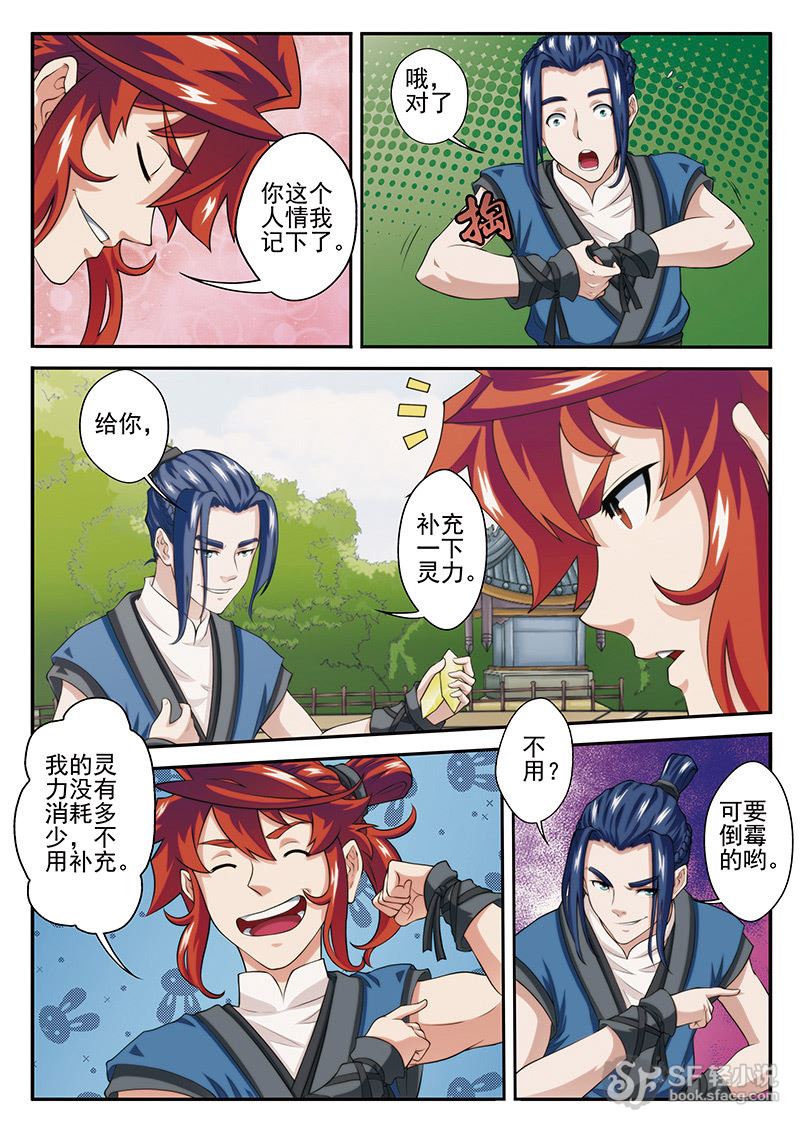 你这个
人情我
记下了。
哦，
对了
掏
给你，
补充
一下
灵力。
我的灵
力没有
消耗多
少，不
用补充。
不
用？
可要
倒霉
的哟。
SF轻小说
book.sfacg.com